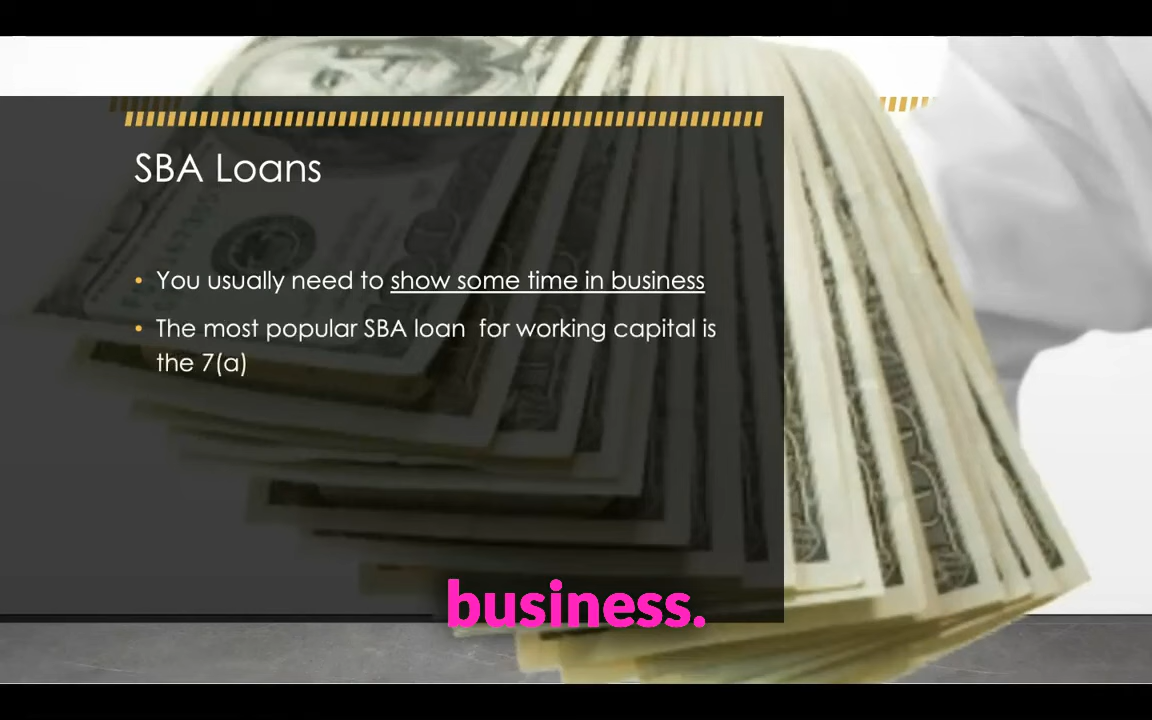 SBA Loans
• You usually need to show some time in business
• The most popular SBA loan  for working capital is
the 7(a)
business.